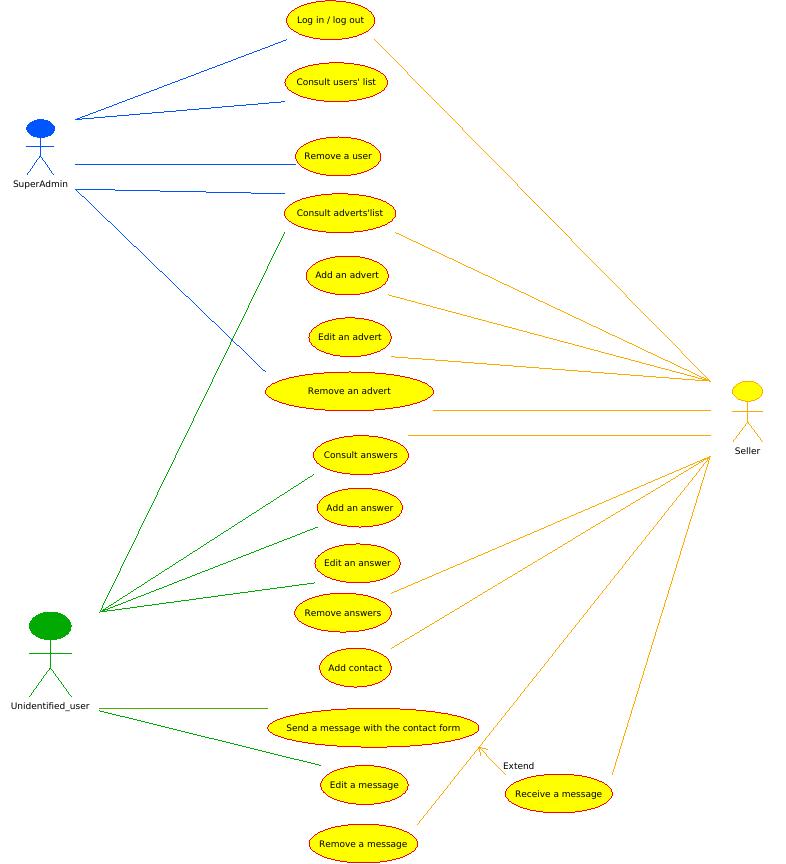 Log in / log out
Consult users' list
SuperAdmin
Remove a user
Consult adverts'list
Add an advert
Edit an advert
Remove an advert
Seller
Consult answers
Add an answer
Edit an answer
Remove answers
Add contact
Unidentified_user
Send a message with the contact form
Extend
Edit a message
Receive a message
Remove a message